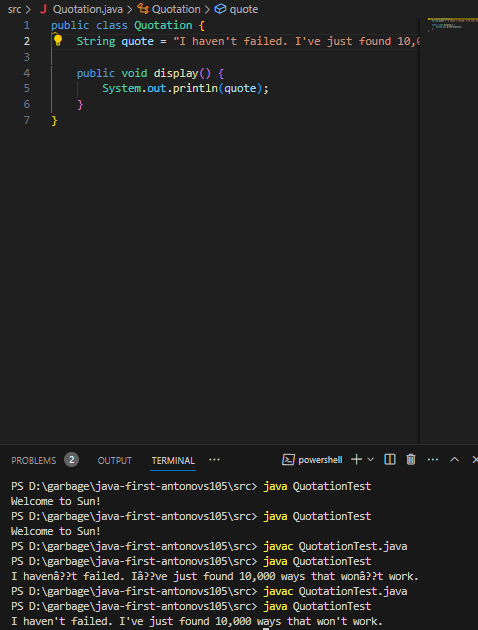 src > J Quotation.java > Quotation > quote
1 public class Quotation {
2 String quote = "I haven't failed. I've just found 10,0
3
4 public void display() {
5 System.out.println(quote);
6 }
7 }
PROBLEMS 2 OUTPUT TERMINAL ··· powershell
PS D:\garbage\java-first-antonovs105\src> java QuotationTest
Welcome to Sun!
PS D:\garbage\java-first-antonovs105\src> java QuotationTest
Welcome to Sun!
PS D:\garbage\java-first-antonovs105\src> javac QuotationTest.java
PS D:\garbage\java-first-antonovs105\src> java QuotationTest
I havenâ??t failed. Iâ??ve just found 10,000 ways that wonâ??t work.
PS D:\garbage\java-first-antonovs105\src> javac QuotationTest.java
PS D:\garbage\java-first-antonovs105\src> java QuotationTest
I haven't failed. I've just found 10,000 ways that won't work.